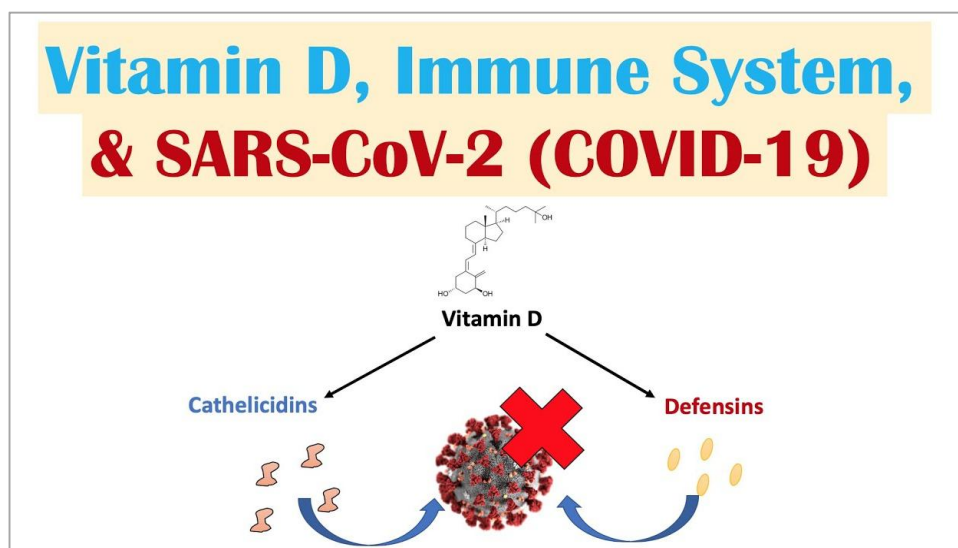 Vitamin D, Immune System,
& SARS-CoV-2 (COVID-19)
OH
H
H
HO
OH
Vitamin D
Cathelicidins
Defensins